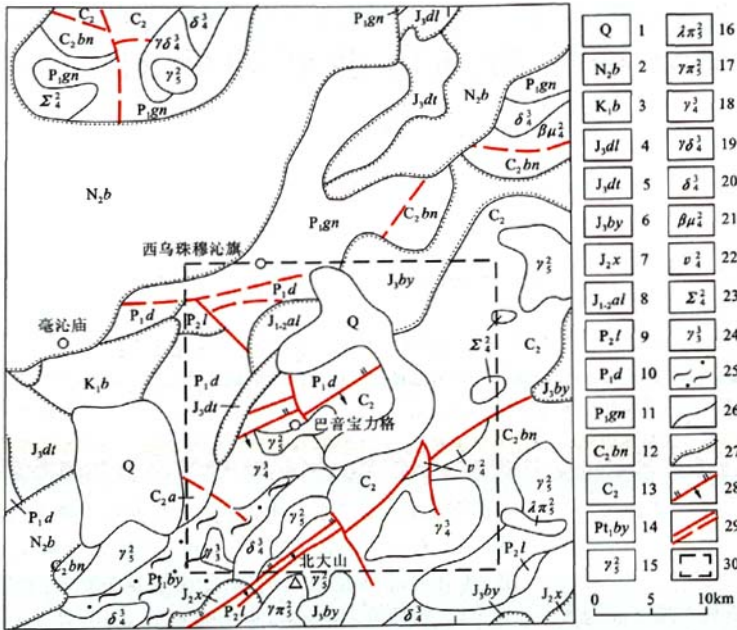 C₂
C₂
δ₄³
C₂bn
γδ₄³
P₁gn
γ₅²
Σ₄²
P₁gn
P₁gn
J₃dl
J₃dt
N₂b
P₁gn
δ₄³
βμ₄²
C₂bn
N₂b
P₁gn
C₂bn
C₂
西乌珠穆沁旗
J₃by
γ₅²
P₁d
P₁d
P₂l
J₁₋₂al
Q
毫沁庙
Σ₄²
C₂
K₁b
P₁d
P₁d
Σ₄²
J₃dt
C₂
J₃by
巴音宝力格
J₃dt
Q
γ₅²
C₂bn
γ₄³
υ₄²
P₁d
C₂a
C₂
γ₅²
N₂b
γ₅²
γ₄³
λπ₅²
C₂bn
γ₅²
γ₅³
δ₄³
北大山
P₂l
Pt₁by
J₂x
γ₅²
δ₄³
P₂l
γπ₅²
J₃by
δ₄³
J₃by
J₂x
Q 1
N₂b 2
K₁b 3
J₃dl 4
J₃dt 5
J₃by 6
J₂x 7
J₁₋₂al 8
P₂l 9
P₁d 10
P₁gn 11
C₂bn 12
C₂ 13
Pt₁by 14
γ₅² 15
λπ₅² 16
γπ₅² 17
γ₄³ 18
γδ₄³ 19
δ₄³ 20
βμ₄² 21
υ₄² 22
Σ₄² 23
γ₅³ 24
25
26
27
28
29
30
0 5 10km